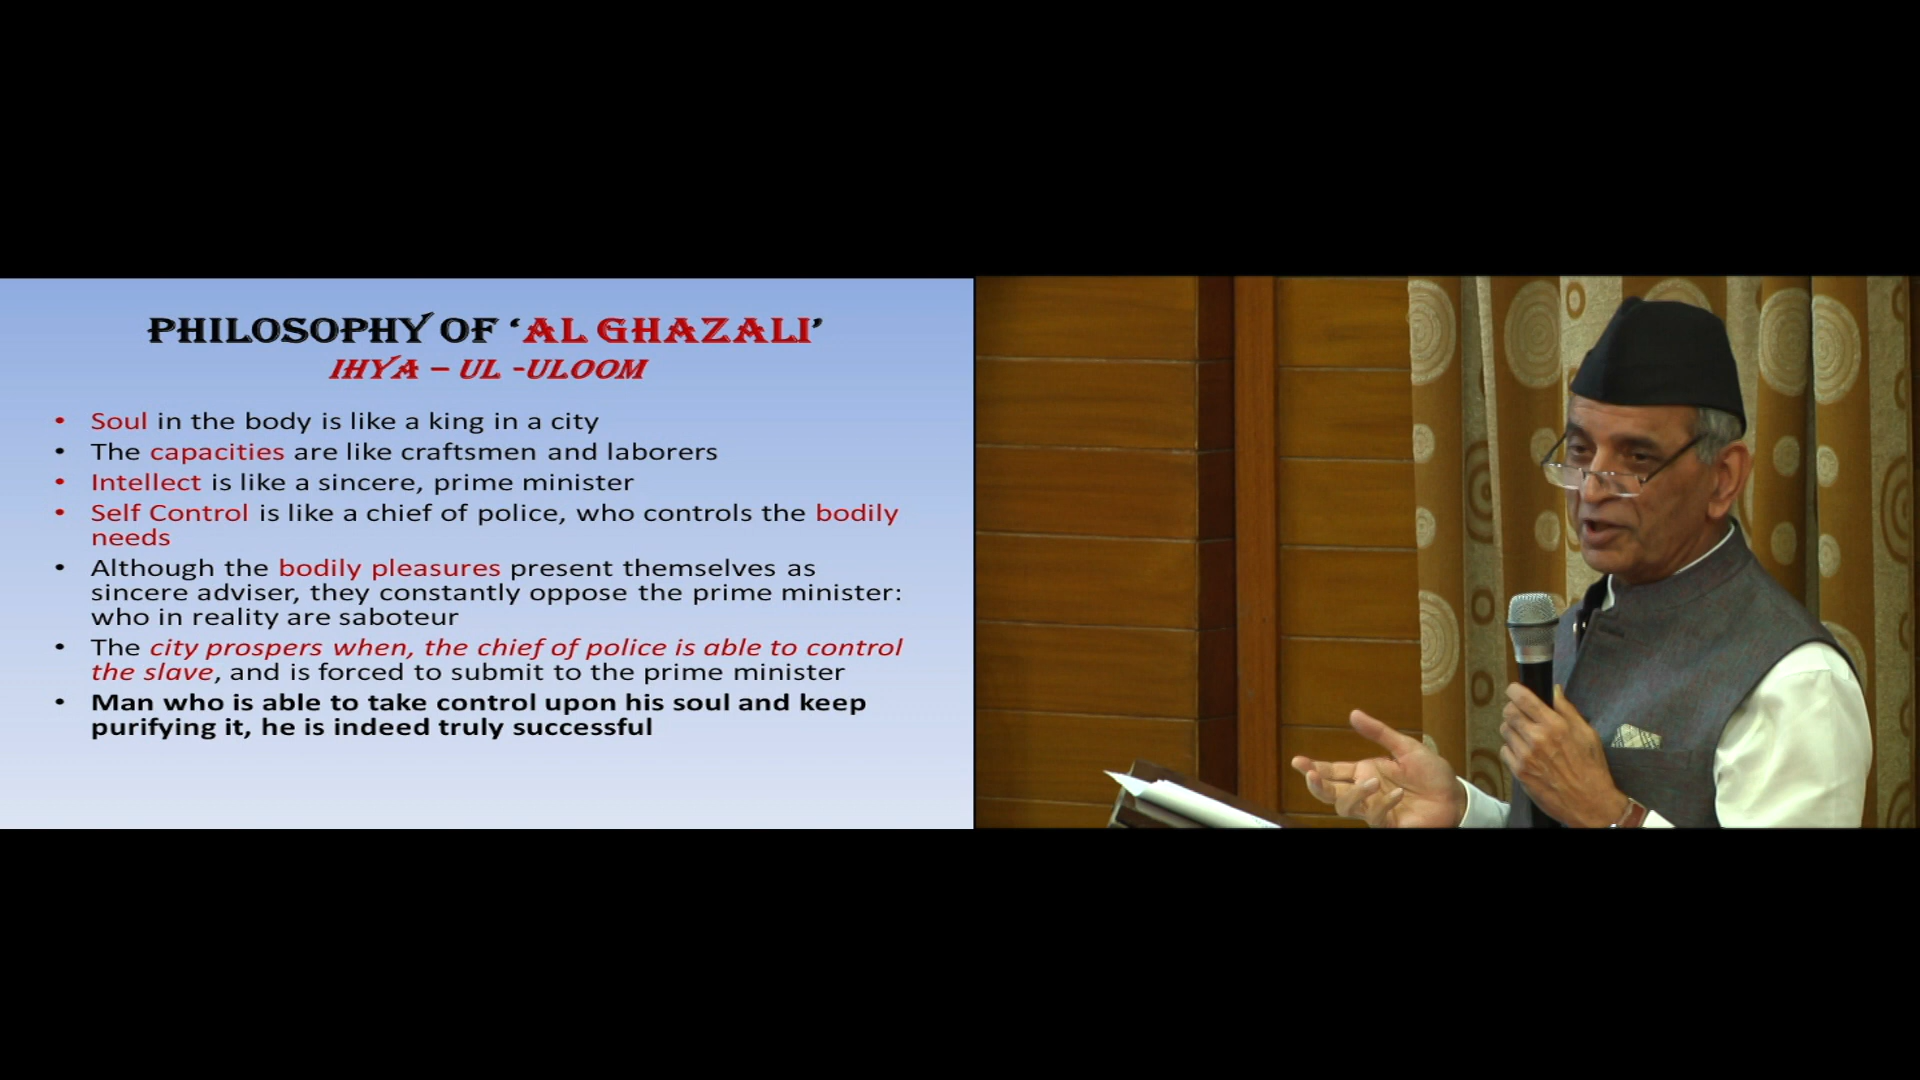 PHILOSOPHY OF ‘AL GHAZALI’
IHYA – UL -ULOOM
• Soul in the body is like a king in a city
• The capacities are like craftsmen and laborers
• Intellect is like a sincere, prime minister
• Self Control is like a chief of police, who controls the bodily
needs
• Although the bodily pleasures present themselves as
sincere adviser, they constantly oppose the prime minister:
who in reality are saboteur
• The city prospers when, the chief of police is able to control
the slave, and is forced to submit to the prime minister
• Man who is able to take control upon his soul and keep
purifying it, he is indeed truly successful